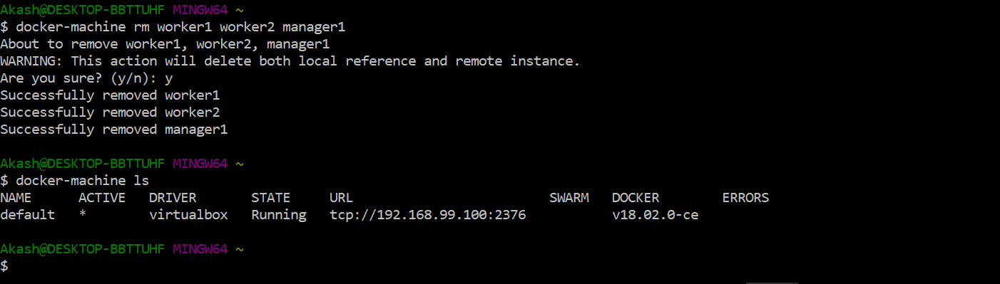 Akash@DESKTOP-BBTTUHF MINGW64 ~
$ docker-machine rm worker1 worker2 manager1
About to remove worker1, worker2, manager1
WARNING: This action will delete both local reference and remote instance.
Are you sure? (y/n): y
Successfully removed worker1
Successfully removed worker2
Successfully removed manager1
Akash@DESKTOP-BBTTUHF MINGW64 ~
$ docker-machine ls
NAME      ACTIVE   DRIVER       STATE     URL                         SWARM   DOCKER        ERRORS
default   *        virtualbox   Running   tcp://192.168.99.100:2376           v18.02.0-ce
Akash@DESKTOP-BBTTUHF MINGW64 ~
$